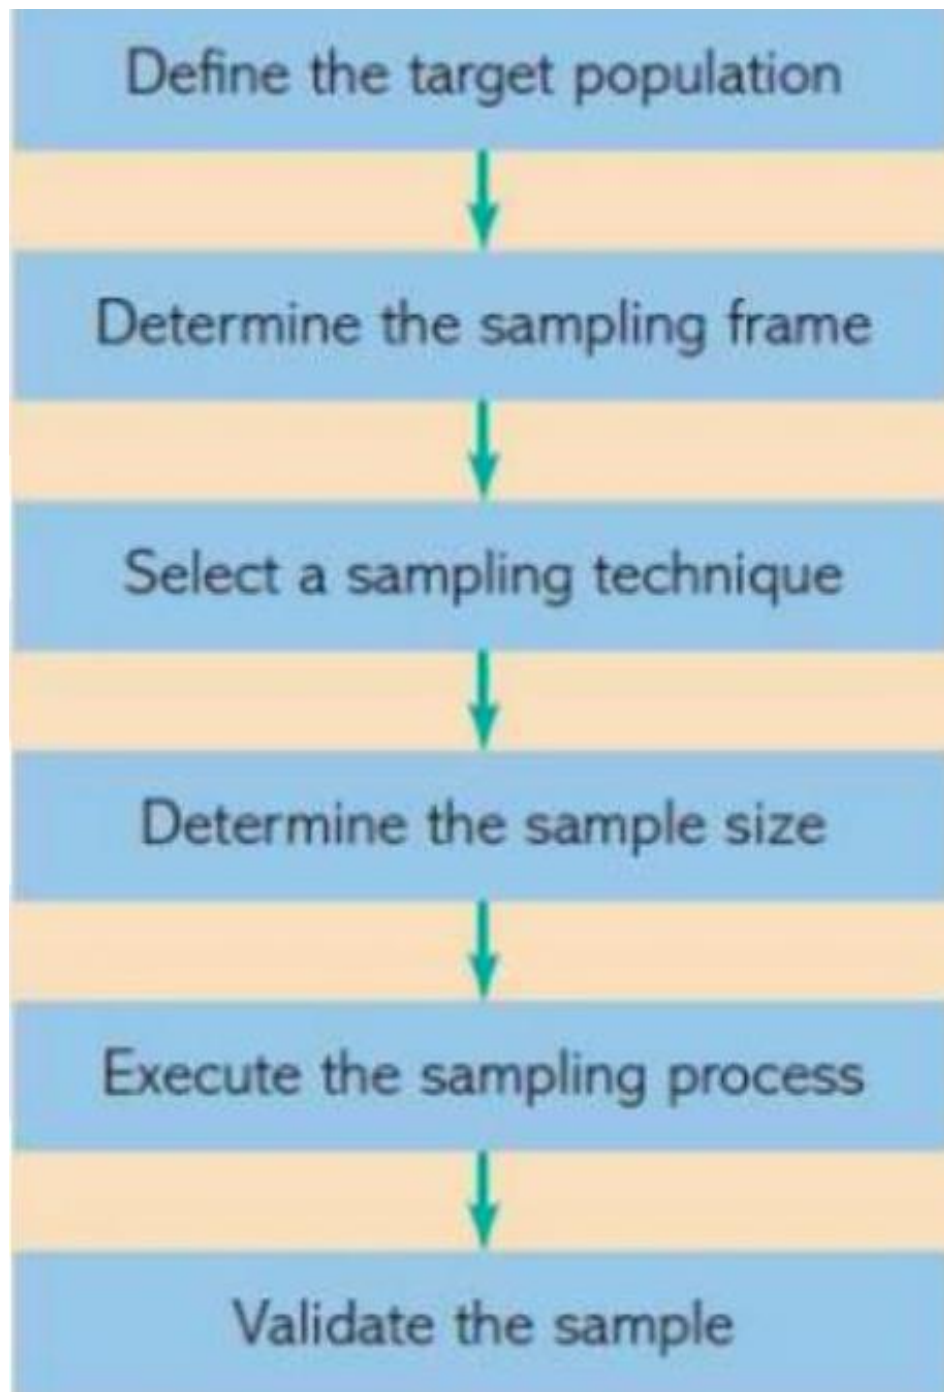 Define the target population
Determine the sampling frame
Select a sampling technique
Determine the sample size
Execute the sampling process
Validate the sample